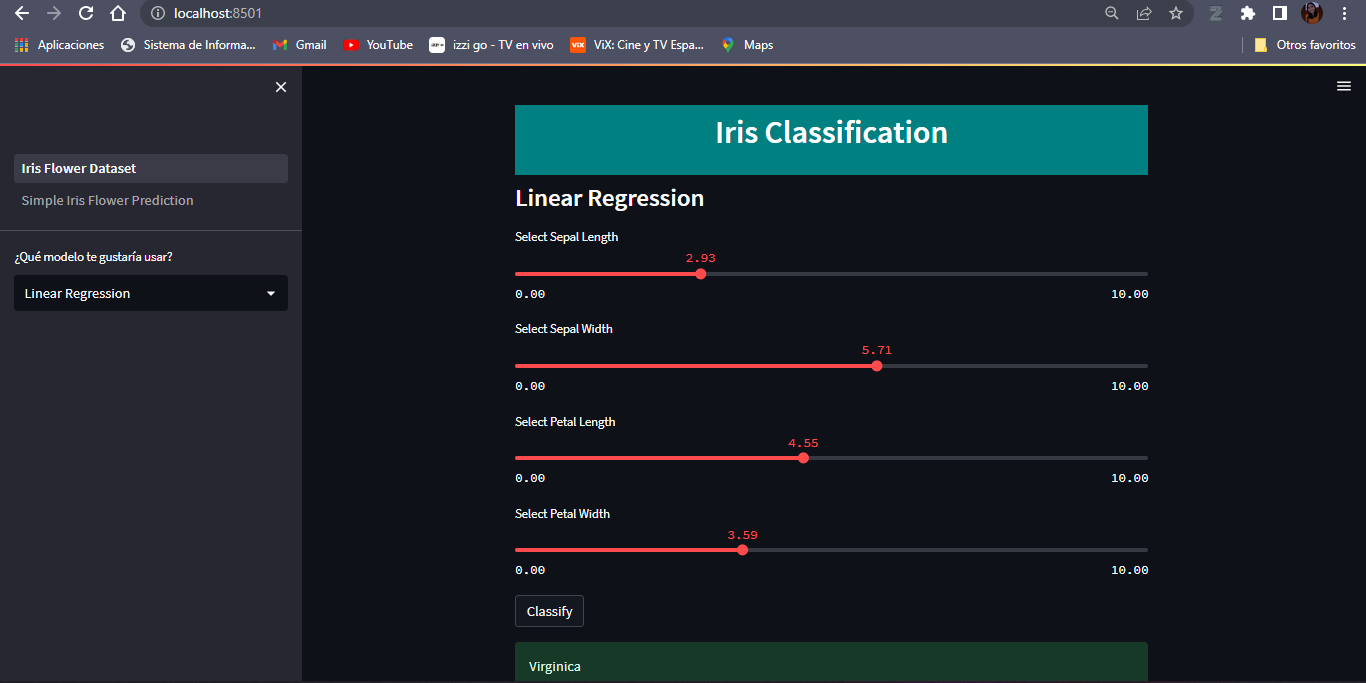 localhost:8501
Aplicaciones Sistema de Informa... Gmail YouTube izzi go - TV en vivo ViX: Cine y TV Espa... Maps Otros favoritos
Iris Flower Dataset
Simple Iris Flower Prediction
¿Qué modelo te gustaría usar?
Linear Regression
Iris Classification
Linear Regression
Select Sepal Length
2.93
0.00 10.00
Select Sepal Width
5.71
0.00 10.00
Select Petal Length
4.55
0.00 10.00
Select Petal Width
3.59
0.00 10.00
Classify
Virginica